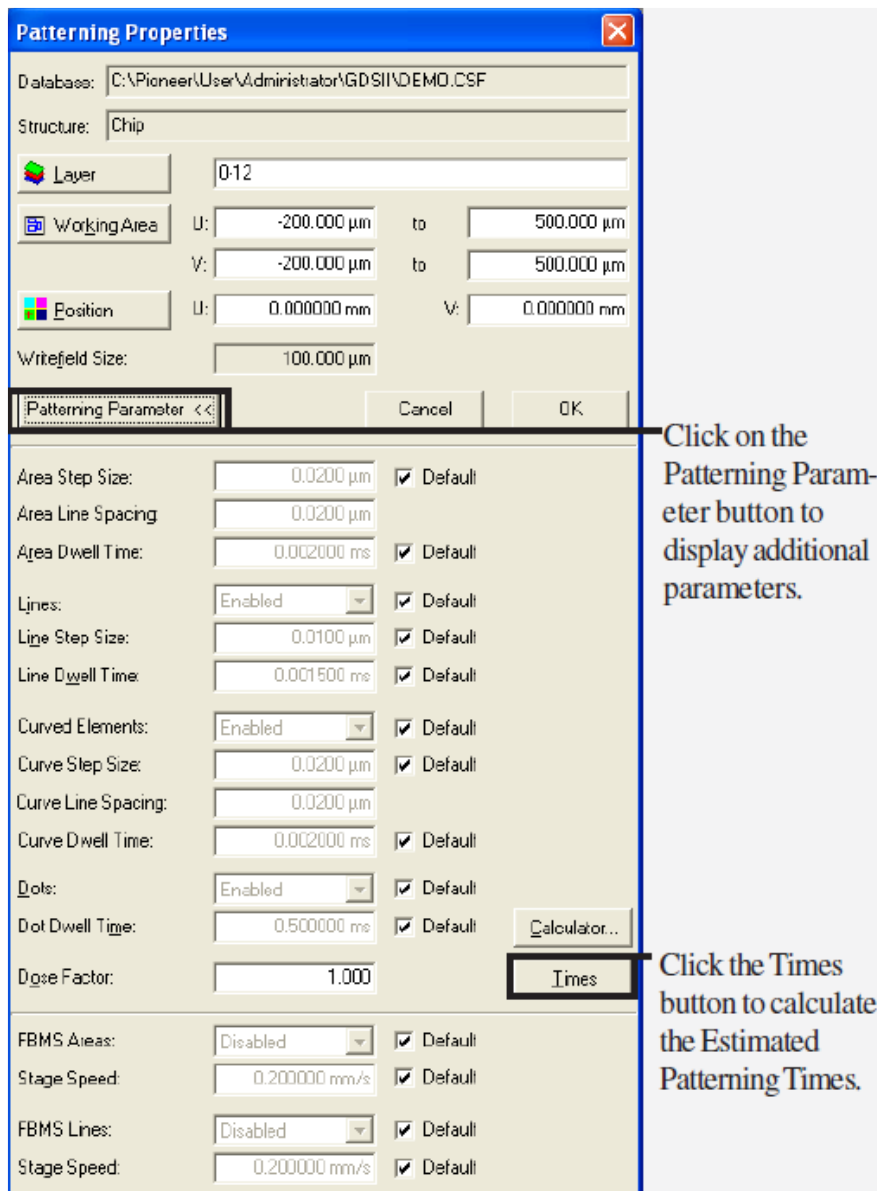 Patterning Properties
Database: C:\Pioneer\User\Administrator\GDSII\DEMO.CSF
Structure: Chip
Layer 0-12
Working Area U: -200.000 µm to 500.000 µm
V: -200.000 µm to 500.000 µm
Position U: 0.000000 mm V: 0.000000 mm
Writefield Size: 100.000 µm
Patterning Parameter << Cancel OK
Click on the
Patterning Param-
eter button to
display additional
parameters.
Area Step Size: 0.0200 µm Default
Area Line Spacing: 0.0200 µm
Area Dwell Time: 0.002000 ms Default
Lines: Enabled Default
Line Step Size: 0.0100 µm Default
Line Dwell Time: 0.001500 ms Default
Curved Elements: Enabled Default
Curve Step Size: 0.0200 µm Default
Curve Line Spacing: 0.0200 µm
Curve Dwell Time: 0.002000 ms Default
Dots: Enabled Default
Dot Dwell Time: 0.500000 ms Default Calculator...
Dose Factor: 1.000 Times
Click the Times
button to calculate
the Estimated
Patterning Times.
FBMS Areas: Disabled Default
Stage Speed: 0.200000 mm/s Default
FBMS Lines: Disabled Default
Stage Speed: 0.200000 mm/s Default